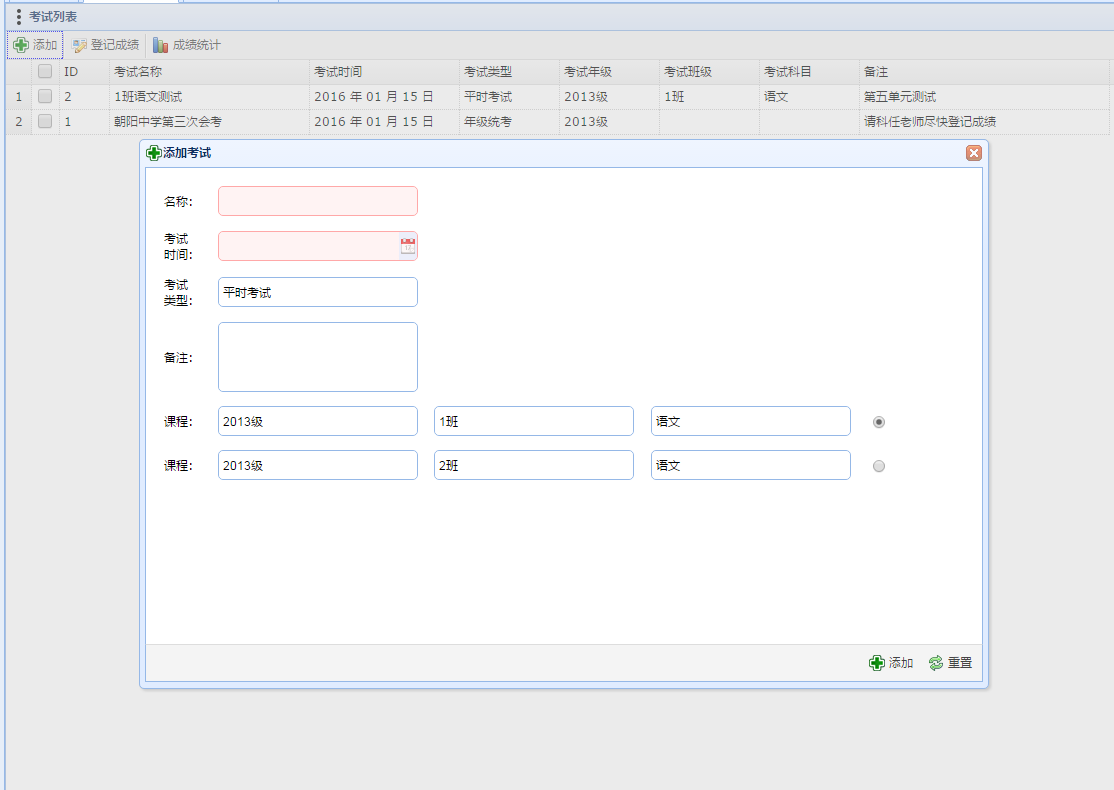 考试列表
添加 登记成绩 成绩统计
ID 考试名称 考试时间 考试类型 考试年级 考试班级 考试科目 备注
1 2 1班语文测试 2016 年 01 月 15 日 平时考试 2013级 1班 语文 第五单元测试
2 1 朝阳中学第三次会考 2016 年 01 月 15 日 年级统考 2013级 请科任老师尽快登记成绩
添加考试
名称:
考试
时间:
考试
类型: 平时考试
备注:
课程: 2013级 1班 语文
课程: 2013级 2班 语文
添加 重置